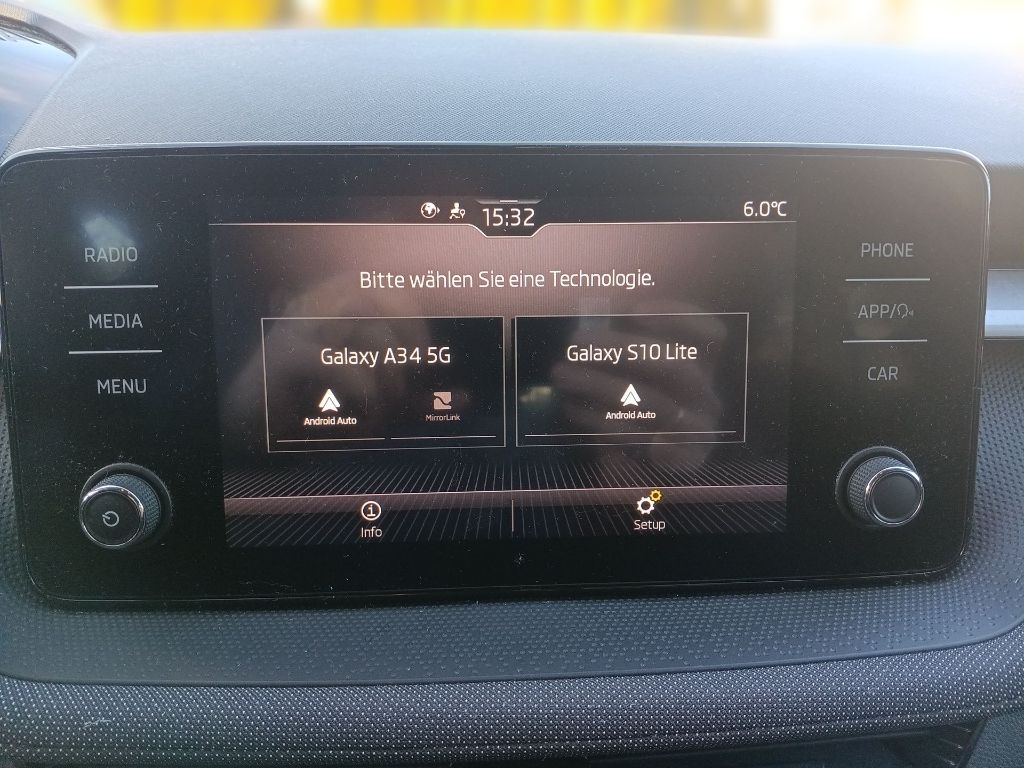 15:32
6.0°C
RADIO
MEDIA
MENU
PHONE
APP/
CAR
Bitte wählen Sie eine Technologie.
Galaxy A34 5G
Android Auto
MirrorLink
Galaxy S10 Lite
Android Auto
Info
Setup